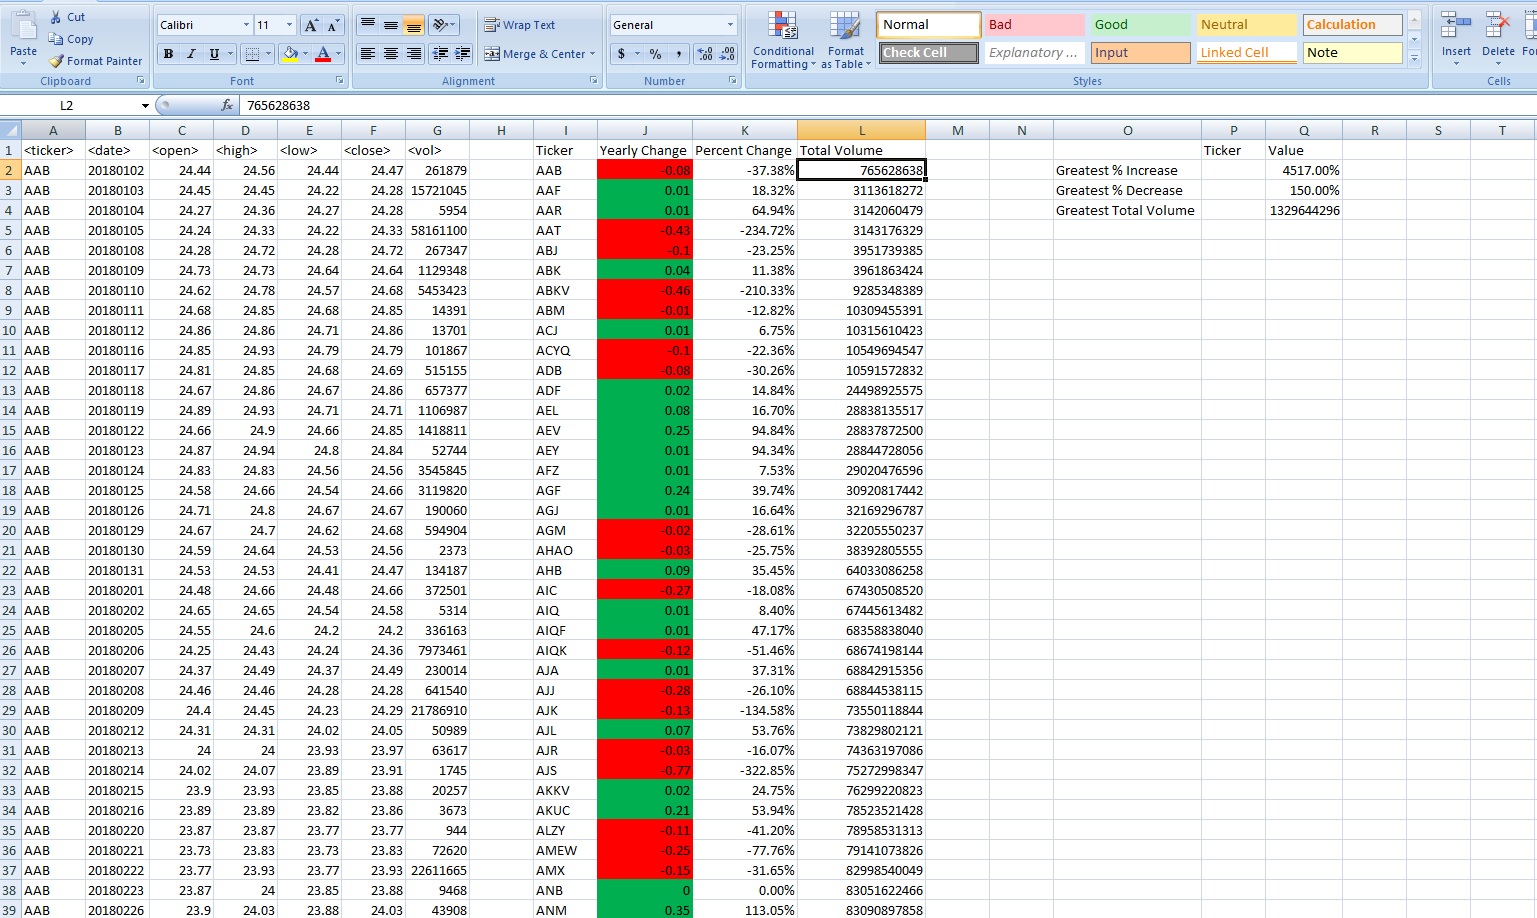 Cut Calibri 11 A A Wrap Text General Normal Bad Good Neutral Calculation
Copy
Paste Conditional Format Insert Delete For
Format Painter B I U A Merge & Center $ % , .00 .00 Formatting as Table Check Cell Explanatory ... Input Linked Cell Note
Clipboard Font Alignment Number Styles Cells
L2 fx 765628638
A B C D E F G H I J K L M N O P Q R S T
1 <ticker> <date> <open> <high> <low> <close> <vol> Ticker Yearly Change Percent Change Total Volume Ticker Value
2 AAB 20180102 24.44 24.56 24.44 24.47 261879 AAB -0.08 -37.38% 765628638 Greatest % Increase 4517.00%
3 AAB 20180103 24.45 24.45 24.22 24.28 15721045 AAF 0.01 18.32% 3113618272 Greatest % Decrease 150.00%
4 AAB 20180104 24.27 24.36 24.27 24.28 5954 AAR 0.01 64.94% 3142060479 Greatest Total Volume 1329644296
5 AAB 20180105 24.24 24.33 24.22 24.33 58161100 AAT -0.43 -234.72% 3143176329
6 AAB 20180108 24.28 24.72 24.28 24.72 267347 ABJ -0.1 -23.25% 3951739385
7 AAB 20180109 24.73 24.73 24.64 24.64 1129348 ABK 0.04 11.38% 3961863424
8 AAB 20180110 24.62 24.78 24.57 24.68 5453423 ABKV -0.46 -210.33% 9285348389
9 AAB 20180111 24.68 24.85 24.68 24.85 14391 ABM -0.01 -12.82% 10309455391
10 AAB 20180112 24.86 24.86 24.71 24.86 13701 ACJ 0.01 6.75% 10315610423
11 AAB 20180116 24.85 24.93 24.79 24.79 101867 ACYQ -0.1 -22.36% 10549694547
12 AAB 20180117 24.81 24.85 24.68 24.69 515155 ADB -0.08 -30.26% 10591572832
13 AAB 20180118 24.67 24.86 24.67 24.86 657377 ADF 0.02 14.84% 24498925575
14 AAB 20180119 24.89 24.93 24.71 24.71 1106987 AEL 0.08 16.70% 28838135517
15 AAB 20180122 24.66 24.9 24.66 24.85 1418811 AEV 0.25 94.84% 28837872500
16 AAB 20180123 24.87 24.94 24.8 24.84 52744 AEY 0.01 94.34% 28844728056
17 AAB 20180124 24.83 24.83 24.56 24.56 3545845 AFZ 0.01 7.53% 29020476596
18 AAB 20180125 24.58 24.66 24.54 24.66 3119820 AGF 0.24 39.74% 30920817442
19 AAB 20180126 24.71 24.8 24.67 24.67 190060 AGJ 0.01 16.64% 32169296787
20 AAB 20180129 24.67 24.7 24.62 24.68 594904 AGM -0.02 -28.61% 32205550237
21 AAB 20180130 24.59 24.64 24.53 24.56 2373 AHAO -0.03 -25.75% 38392805555
22 AAB 20180131 24.53 24.53 24.41 24.47 134187 AHB 0.09 35.45% 64033086258
23 AAB 20180201 24.48 24.66 24.48 24.66 372501 AIC -0.27 -18.08% 67430508520
24 AAB 20180202 24.65 24.65 24.54 24.58 5314 AIQ 0.01 8.40% 67445613482
25 AAB 20180205 24.55 24.6 24.2 24.2 336163 AIQF 0.01 47.17% 68358838040
26 AAB 20180206 24.25 24.43 24.24 24.36 7973461 AIQK -0.12 -51.46% 68674198144
27 AAB 20180207 24.37 24.49 24.37 24.49 230014 AJA 0.01 37.31% 68842915356
28 AAB 20180208 24.46 24.46 24.28 24.28 641540 AJJ -0.28 -26.10% 68844538115
29 AAB 20180209 24.4 24.45 24.23 24.29 21786910 AJK -0.13 -134.58% 73550118844
30 AAB 20180212 24.31 24.31 24.02 24.05 50989 AJL 0.07 53.76% 73829802121
31 AAB 20180213 24 24 23.93 23.97 63617 AJR -0.03 -16.07% 74363197086
32 AAB 20180214 24.02 24.07 23.89 23.91 1745 AJS -0.77 -322.85% 75272998347
33 AAB 20180215 23.9 23.93 23.85 23.88 20257 AKKV 0.02 24.75% 76299220823
34 AAB 20180216 23.89 23.89 23.82 23.86 3673 AKUC 0.21 53.94% 78523521428
35 AAB 20180220 23.87 23.87 23.77 23.77 944 ALZY -0.11 -41.20% 78958531313
36 AAB 20180221 23.73 23.83 23.73 23.83 72620 AMEW -0.25 -77.76% 79141073826
37 AAB 20180222 23.77 23.93 23.77 23.93 22611665 AMX -0.15 -31.65% 82998540049
38 AAB 20180223 23.87 24 23.85 23.88 9468 ANB 0 0.00% 83051622466
39 AAB 20180226 23.9 24.03 23.88 24.03 43908 ANM 0.35 113.05% 83090897858